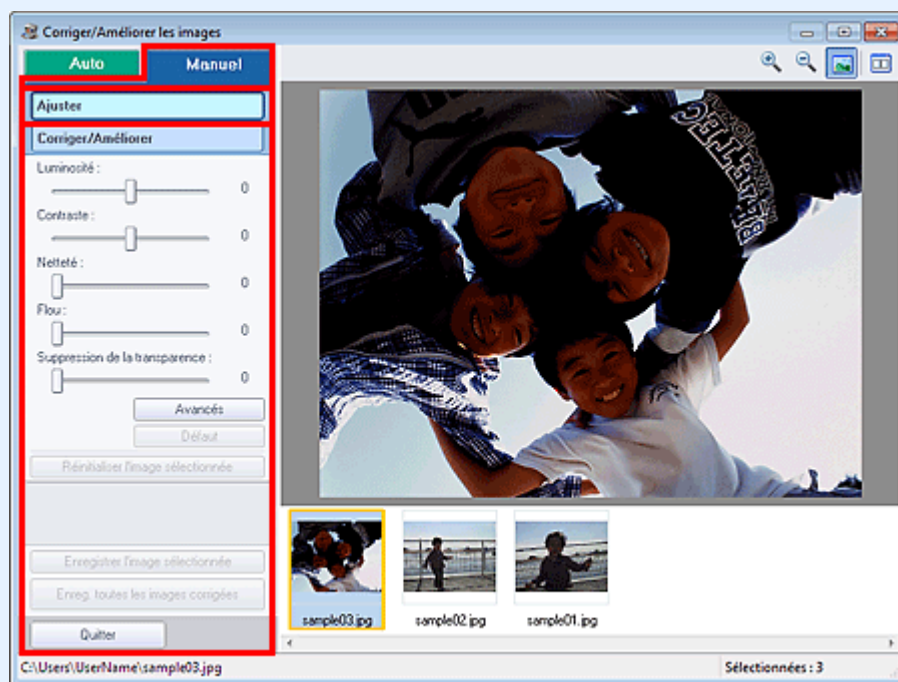 Corriger/Améliorer les images
Auto
Manuel
Ajuster
Corriger/Améliorer
Luminosité :
0
Contraste :
0
Netteté :
0
Flou :
0
Suppression de la transparence :
0
Avancés
Défaut
Réinitialiser l'image sélectionnée
Enregistrer l'image sélectionnée
Enreg. toutes les images corrigées
Quitter
sample03.jpg
sample02.jpg
sample01.jpg
C:\Users\UserName\sample03.jpg
Sélectionnées : 3